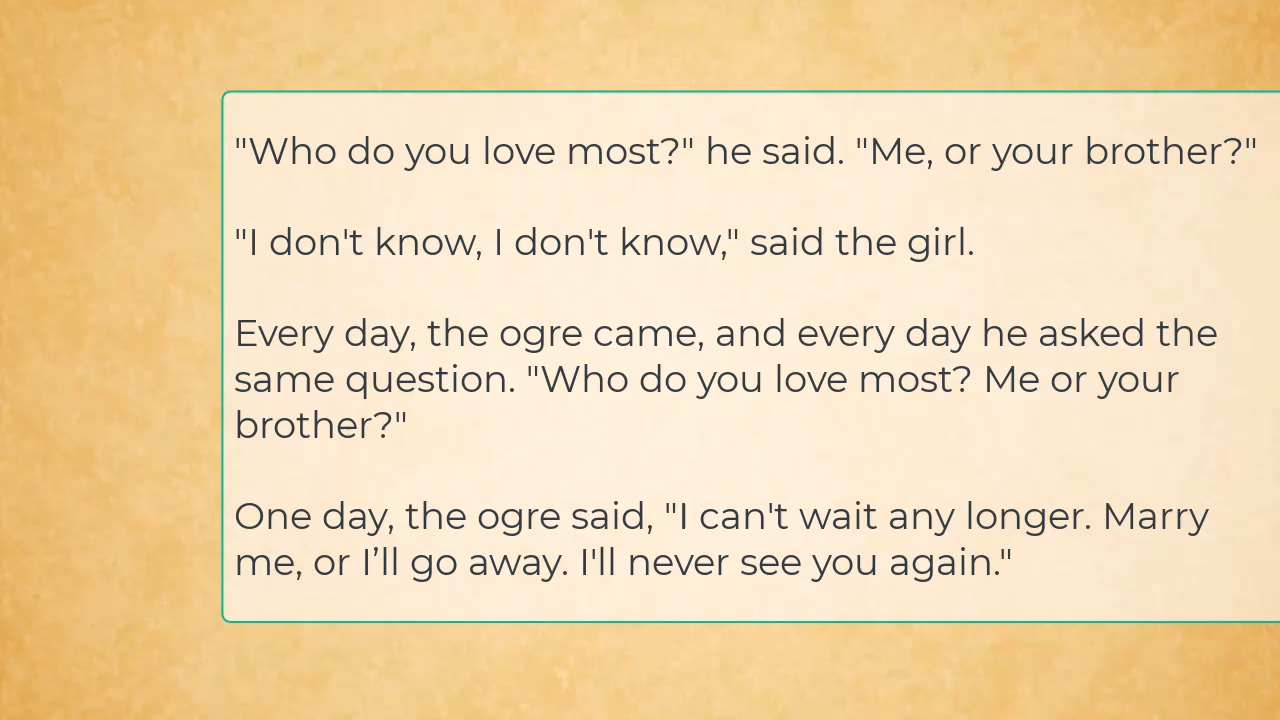 "Who do you love most?" he said. "Me, or your brother?"
"I don't know, I don't know," said the girl.
Every day, the ogre came, and every day he asked the
same question. "Who do you love most? Me or your
brother?"
One day, the ogre said, "I can't wait any longer. Marry
me, or I’ll go away. I'll never see you again."